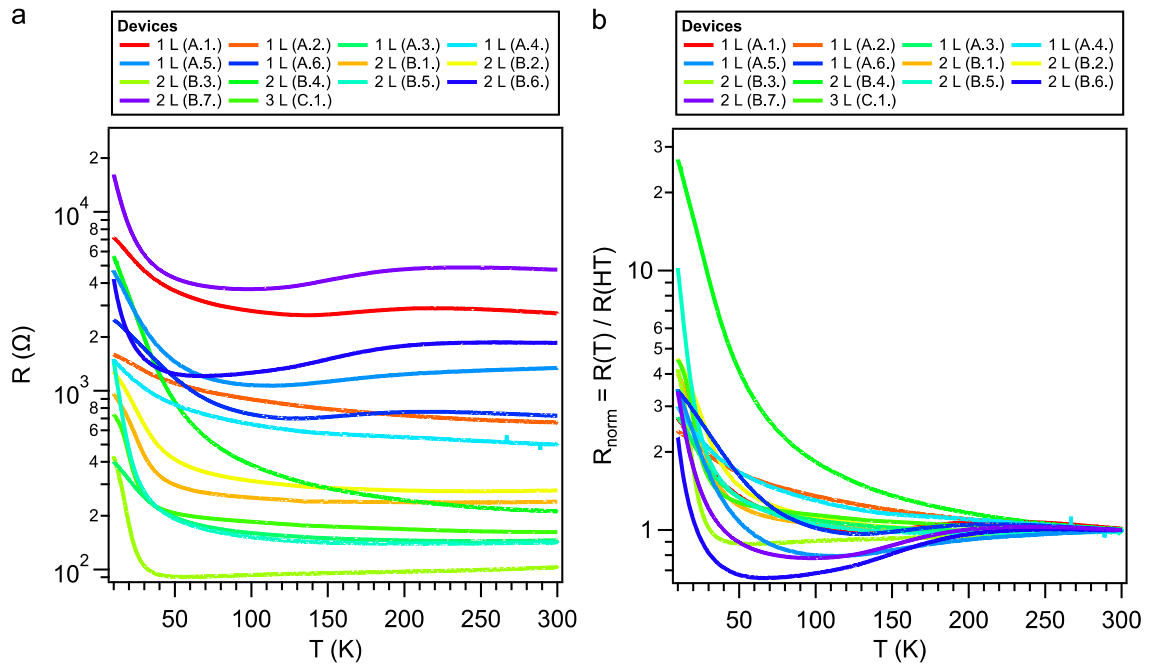 a
Devices
1 L (A.1.) 1 L (A.2.) 1 L (A.3.) 1 L (A.4.)
1 L (A.5.) 1 L (A.6.) 2 L (B.1.) 2 L (B.2.)
2 L (B.3.) 2 L (B.4.) 2 L (B.5.) 2 L (B.6.)
2 L (B.7.) 3 L (C.1.)
2
10^4
8
6
4
2
10^3
8
6
4
2
10^2
R (Ω)
50 100 150 200 250 300
T (K)
b
Devices
1 L (A.1.) 1 L (A.2.) 1 L (A.3.) 1 L (A.4.)
1 L (A.5.) 1 L (A.6.) 2 L (B.1.) 2 L (B.2.)
2 L (B.3.) 2 L (B.4.) 2 L (B.5.) 2 L (B.6.)
2 L (B.7.) 3 L (C.1.)
3
2
10
6
5
4
3
2
1
R_norm = R(T) / R(HT)
50 100 150 200 250 300
T (K)